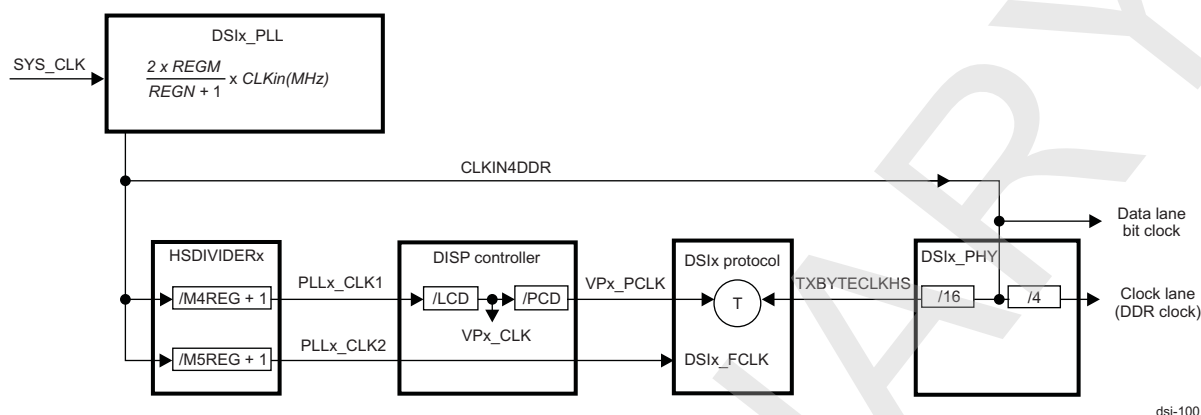 DSIx_PLL
SYS_CLK
2 x REGM
REGN + 1
x CLKin(MHz)
CLKIN4DDR
Data lane
bit clock
HSDIVIDERx
DISP controller
DSIx protocol
DSIx_PHY
/M4REG + 1
PLLx_CLK1
/LCD
/PCD
VPx_PCLK
T
TXBYTECLKHS
/16
/4
Clock lane
(DDR clock)
VPx_CLK
/M5REG + 1
PLLx_CLK2
DSIx_FCLK
dsi-100